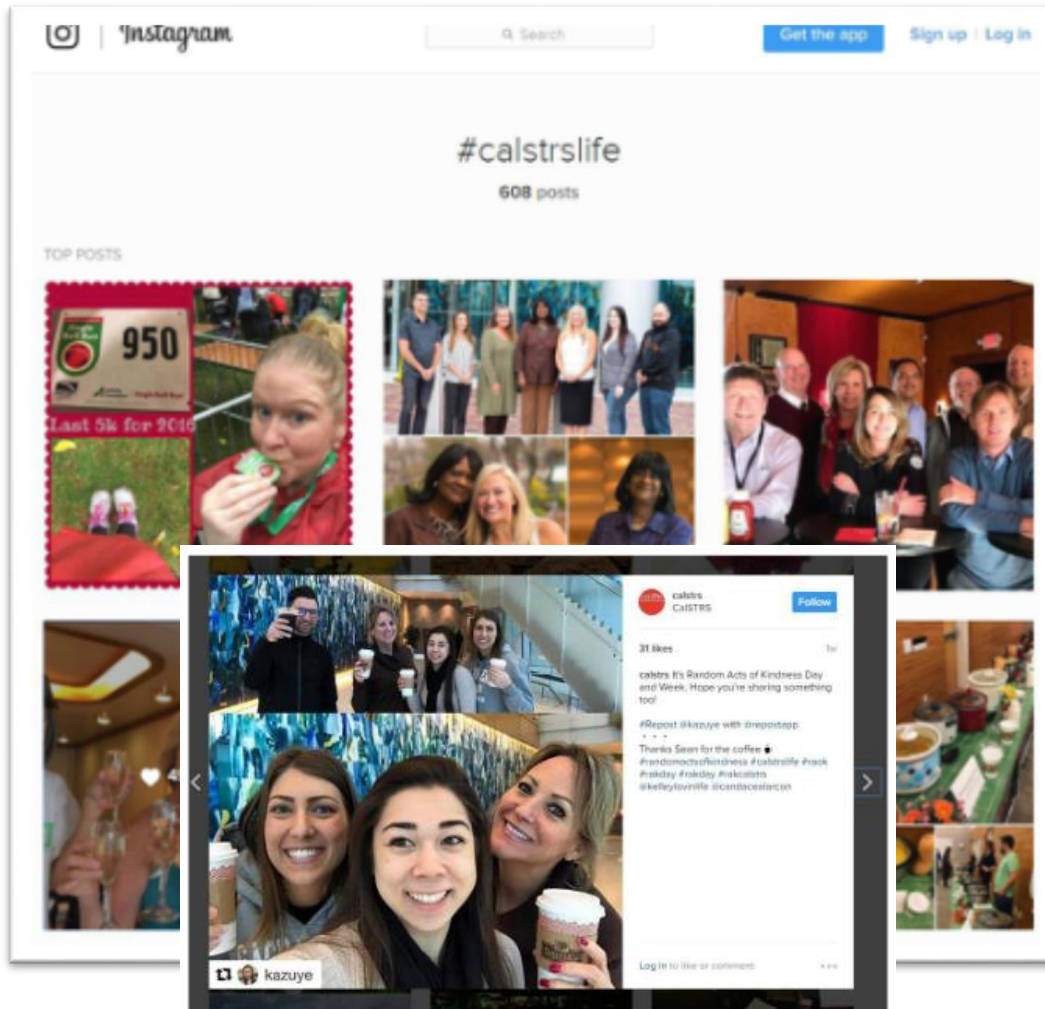 Instagram
Search
Get the app
Sign up | Log in
#calstrslife
608 posts
TOP POSTS
950
Last 5k for 2016
calstrs
CalSTRS
Follow
31 likes
1w
calstrs It's Random Acts of Kindness Day
and Week. Hope you're sharing something
too!
#Repost @kazuye with @repostapp
・・・
Thanks Sean for the coffee
#randomactsofkindness #calstrslife #raok
#rakday #rakday #rakcalstrs
@kelleylovinlife @candacealarcon
kazuye
Log in to like or comment.